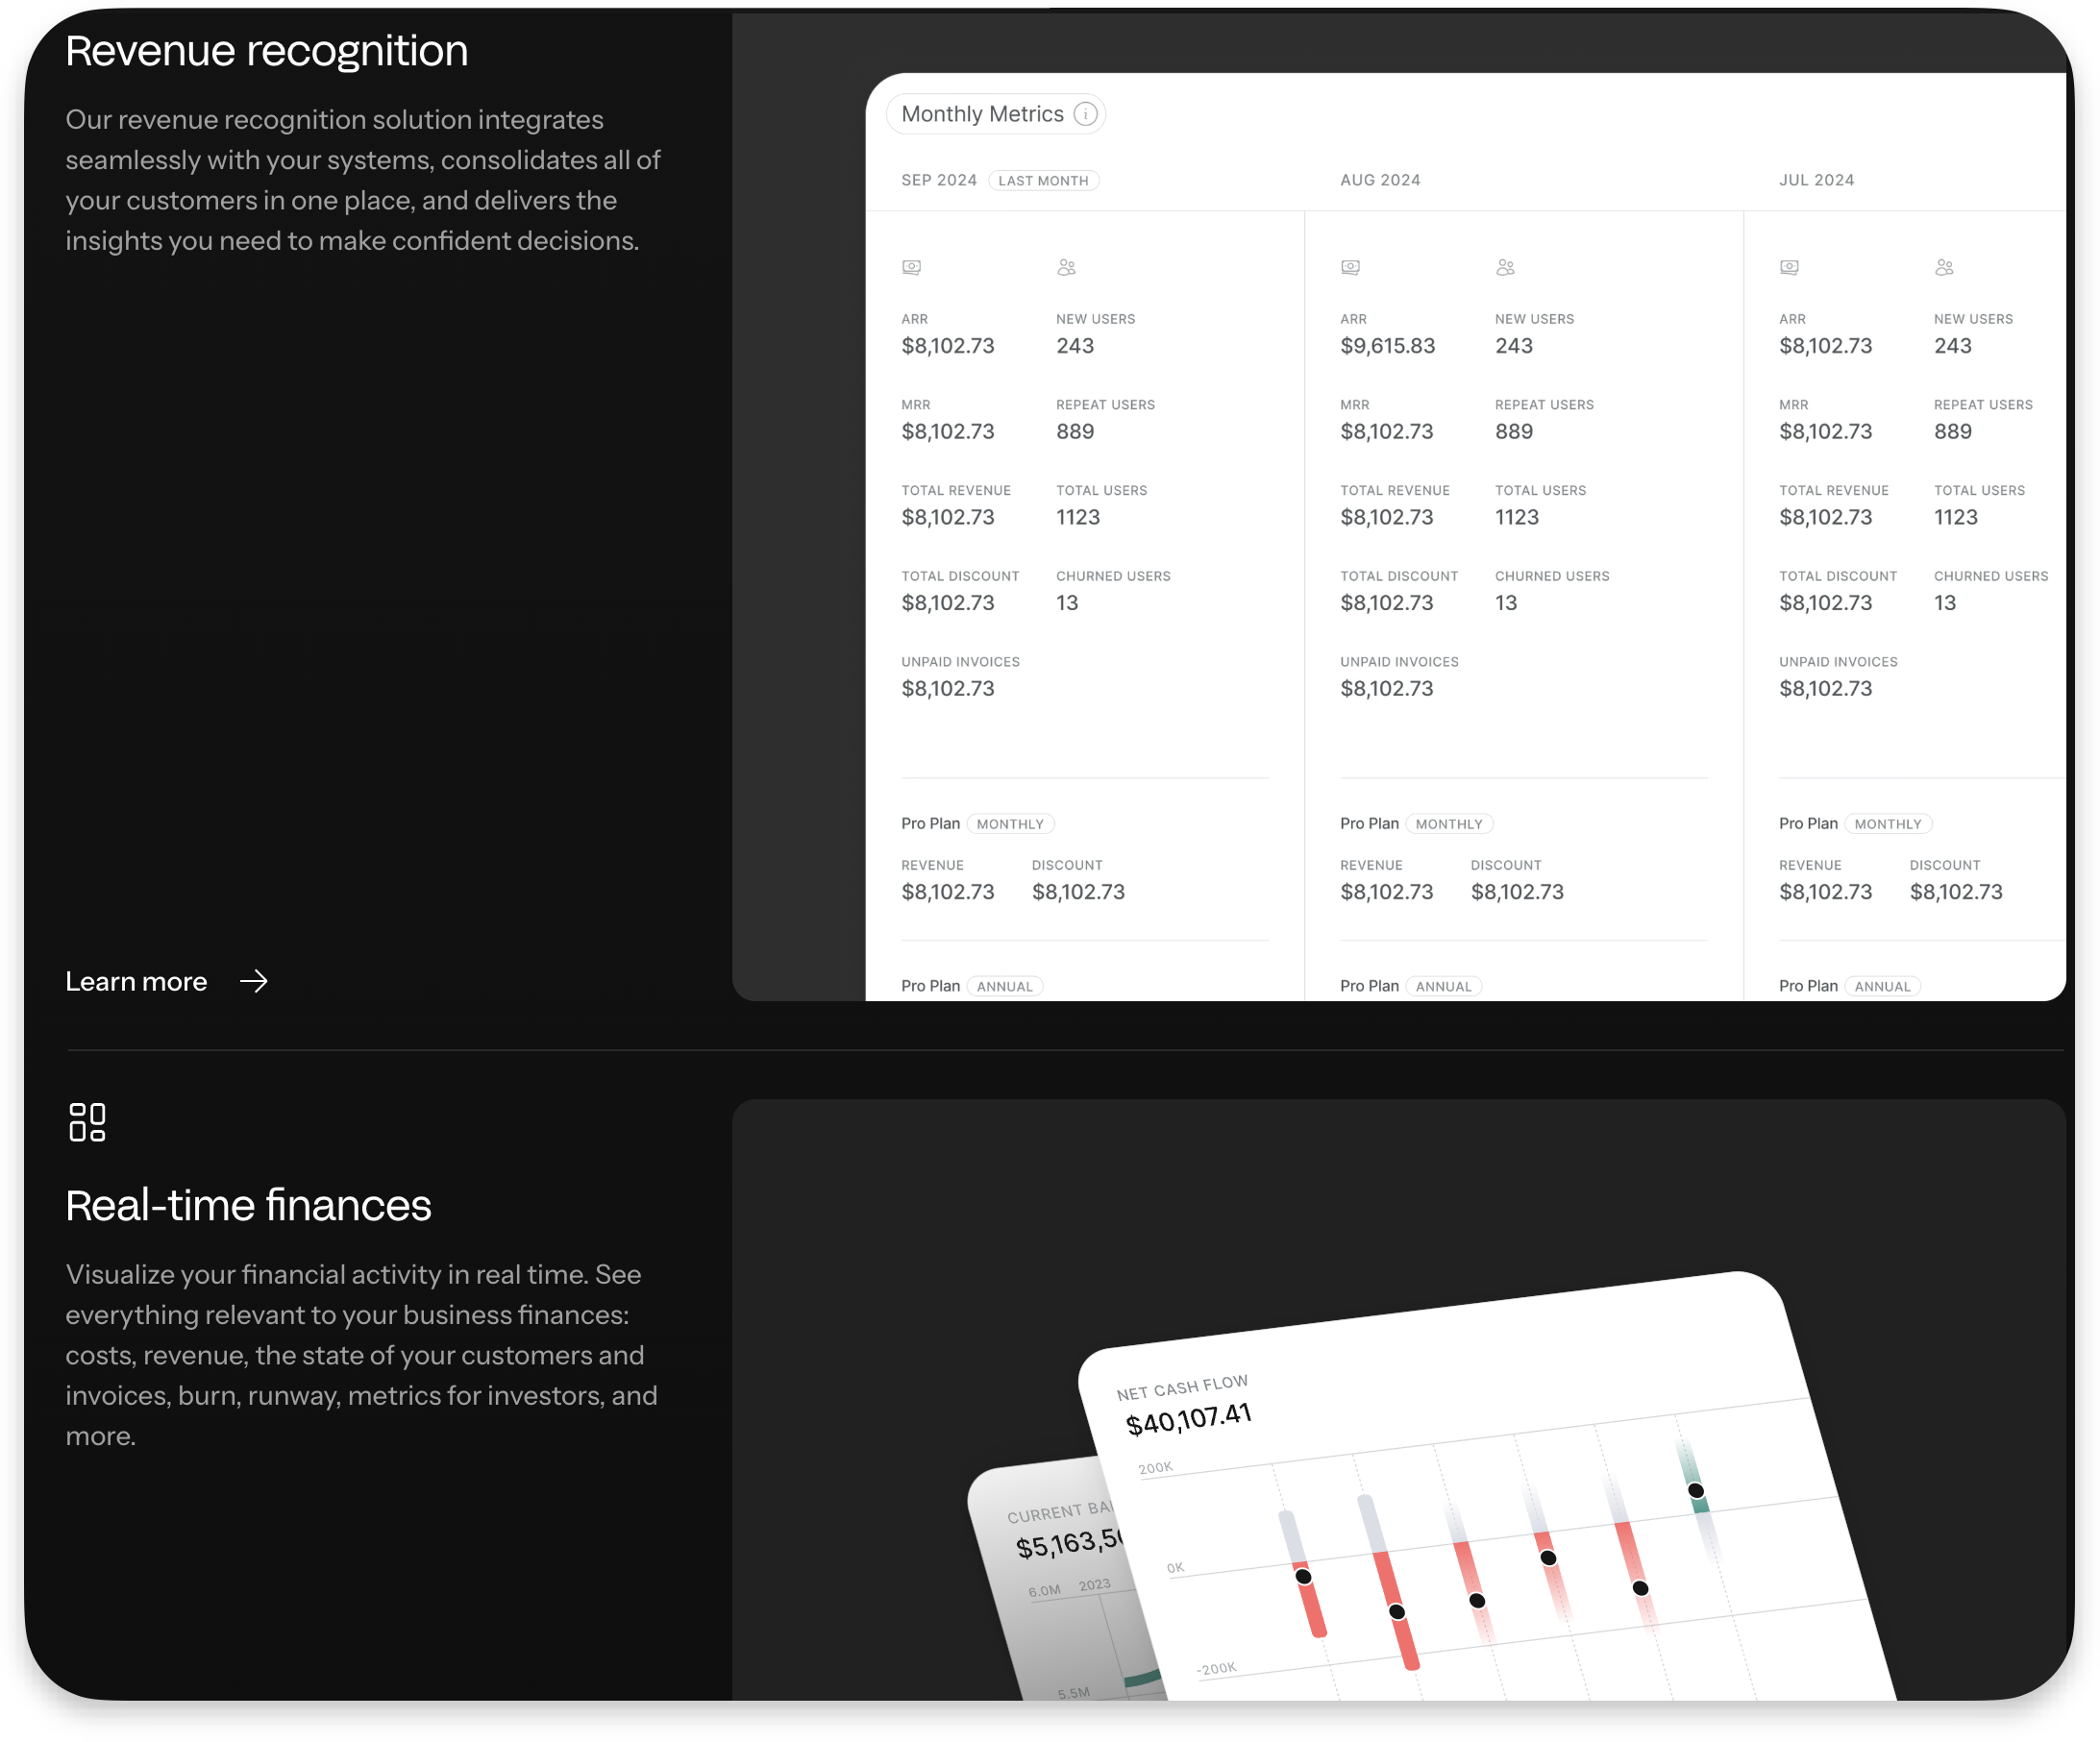 Revenue recognition
Our revenue recognition solution integrates
seamlessly with your systems, consolidates all of
your customers in one place, and delivers the
insights you need to make confident decisions.
Learn more
Monthly Metrics
SEP 2024 LAST MONTH
ARR NEW USERS
$8,102.73 243
MRR REPEAT USERS
$8,102.73 889
TOTAL REVENUE TOTAL USERS
$8,102.73 1123
TOTAL DISCOUNT CHURNED USERS
$8,102.73 13
UNPAID INVOICES
$8,102.73
Pro Plan MONTHLY
REVENUE DISCOUNT
$8,102.73 $8,102.73
Pro Plan ANNUAL
AUG 2024
ARR NEW USERS
$9,615.83 243
MRR REPEAT USERS
$8,102.73 889
TOTAL REVENUE TOTAL USERS
$8,102.73 1123
TOTAL DISCOUNT CHURNED USERS
$8,102.73 13
UNPAID INVOICES
$8,102.73
Pro Plan MONTHLY
REVENUE DISCOUNT
$8,102.73 $8,102.73
Pro Plan ANNUAL
JUL 2024
ARR NEW USERS
$8,102.73 243
MRR REPEAT USERS
$8,102.73 889
TOTAL REVENUE TOTAL USERS
$8,102.73 1123
TOTAL DISCOUNT CHURNED USERS
$8,102.73 13
UNPAID INVOICES
$8,102.73
Pro Plan MONTHLY
REVENUE DISCOUNT
$8,102.73 $8,102.73
Pro Plan ANNUAL
Real-time finances
Visualize your financial activity in real time. See
everything relevant to your business finances:
costs, revenue, the state of your customers and
invoices, burn, runway, metrics for investors, and
more.
NET CASH FLOW
$40,107.41
200K
0K
-200K
CURRENT
6.0M 2023
5.5M